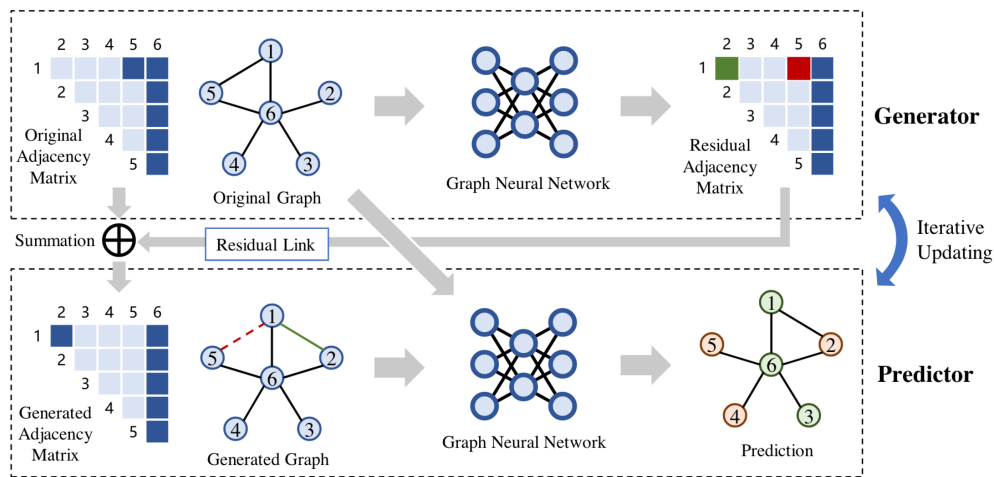 2 3 4 5 6
1
2
3
4
5
Original
Adjacency
Matrix
1
5
2
6
4
3
Original Graph
Graph Neural Network
2 3 4 5 6
1
2
3
4
5
Residual
Adjacency
Matrix
Generator
Summation
Residual Link
Iterative
Updating
2 3 4 5 6
1
2
3
4
5
Generated
Adjacency
Matrix
1
5
2
6
4
3
Generated Graph
Graph Neural Network
1
5
2
6
4
3
Prediction
Predictor